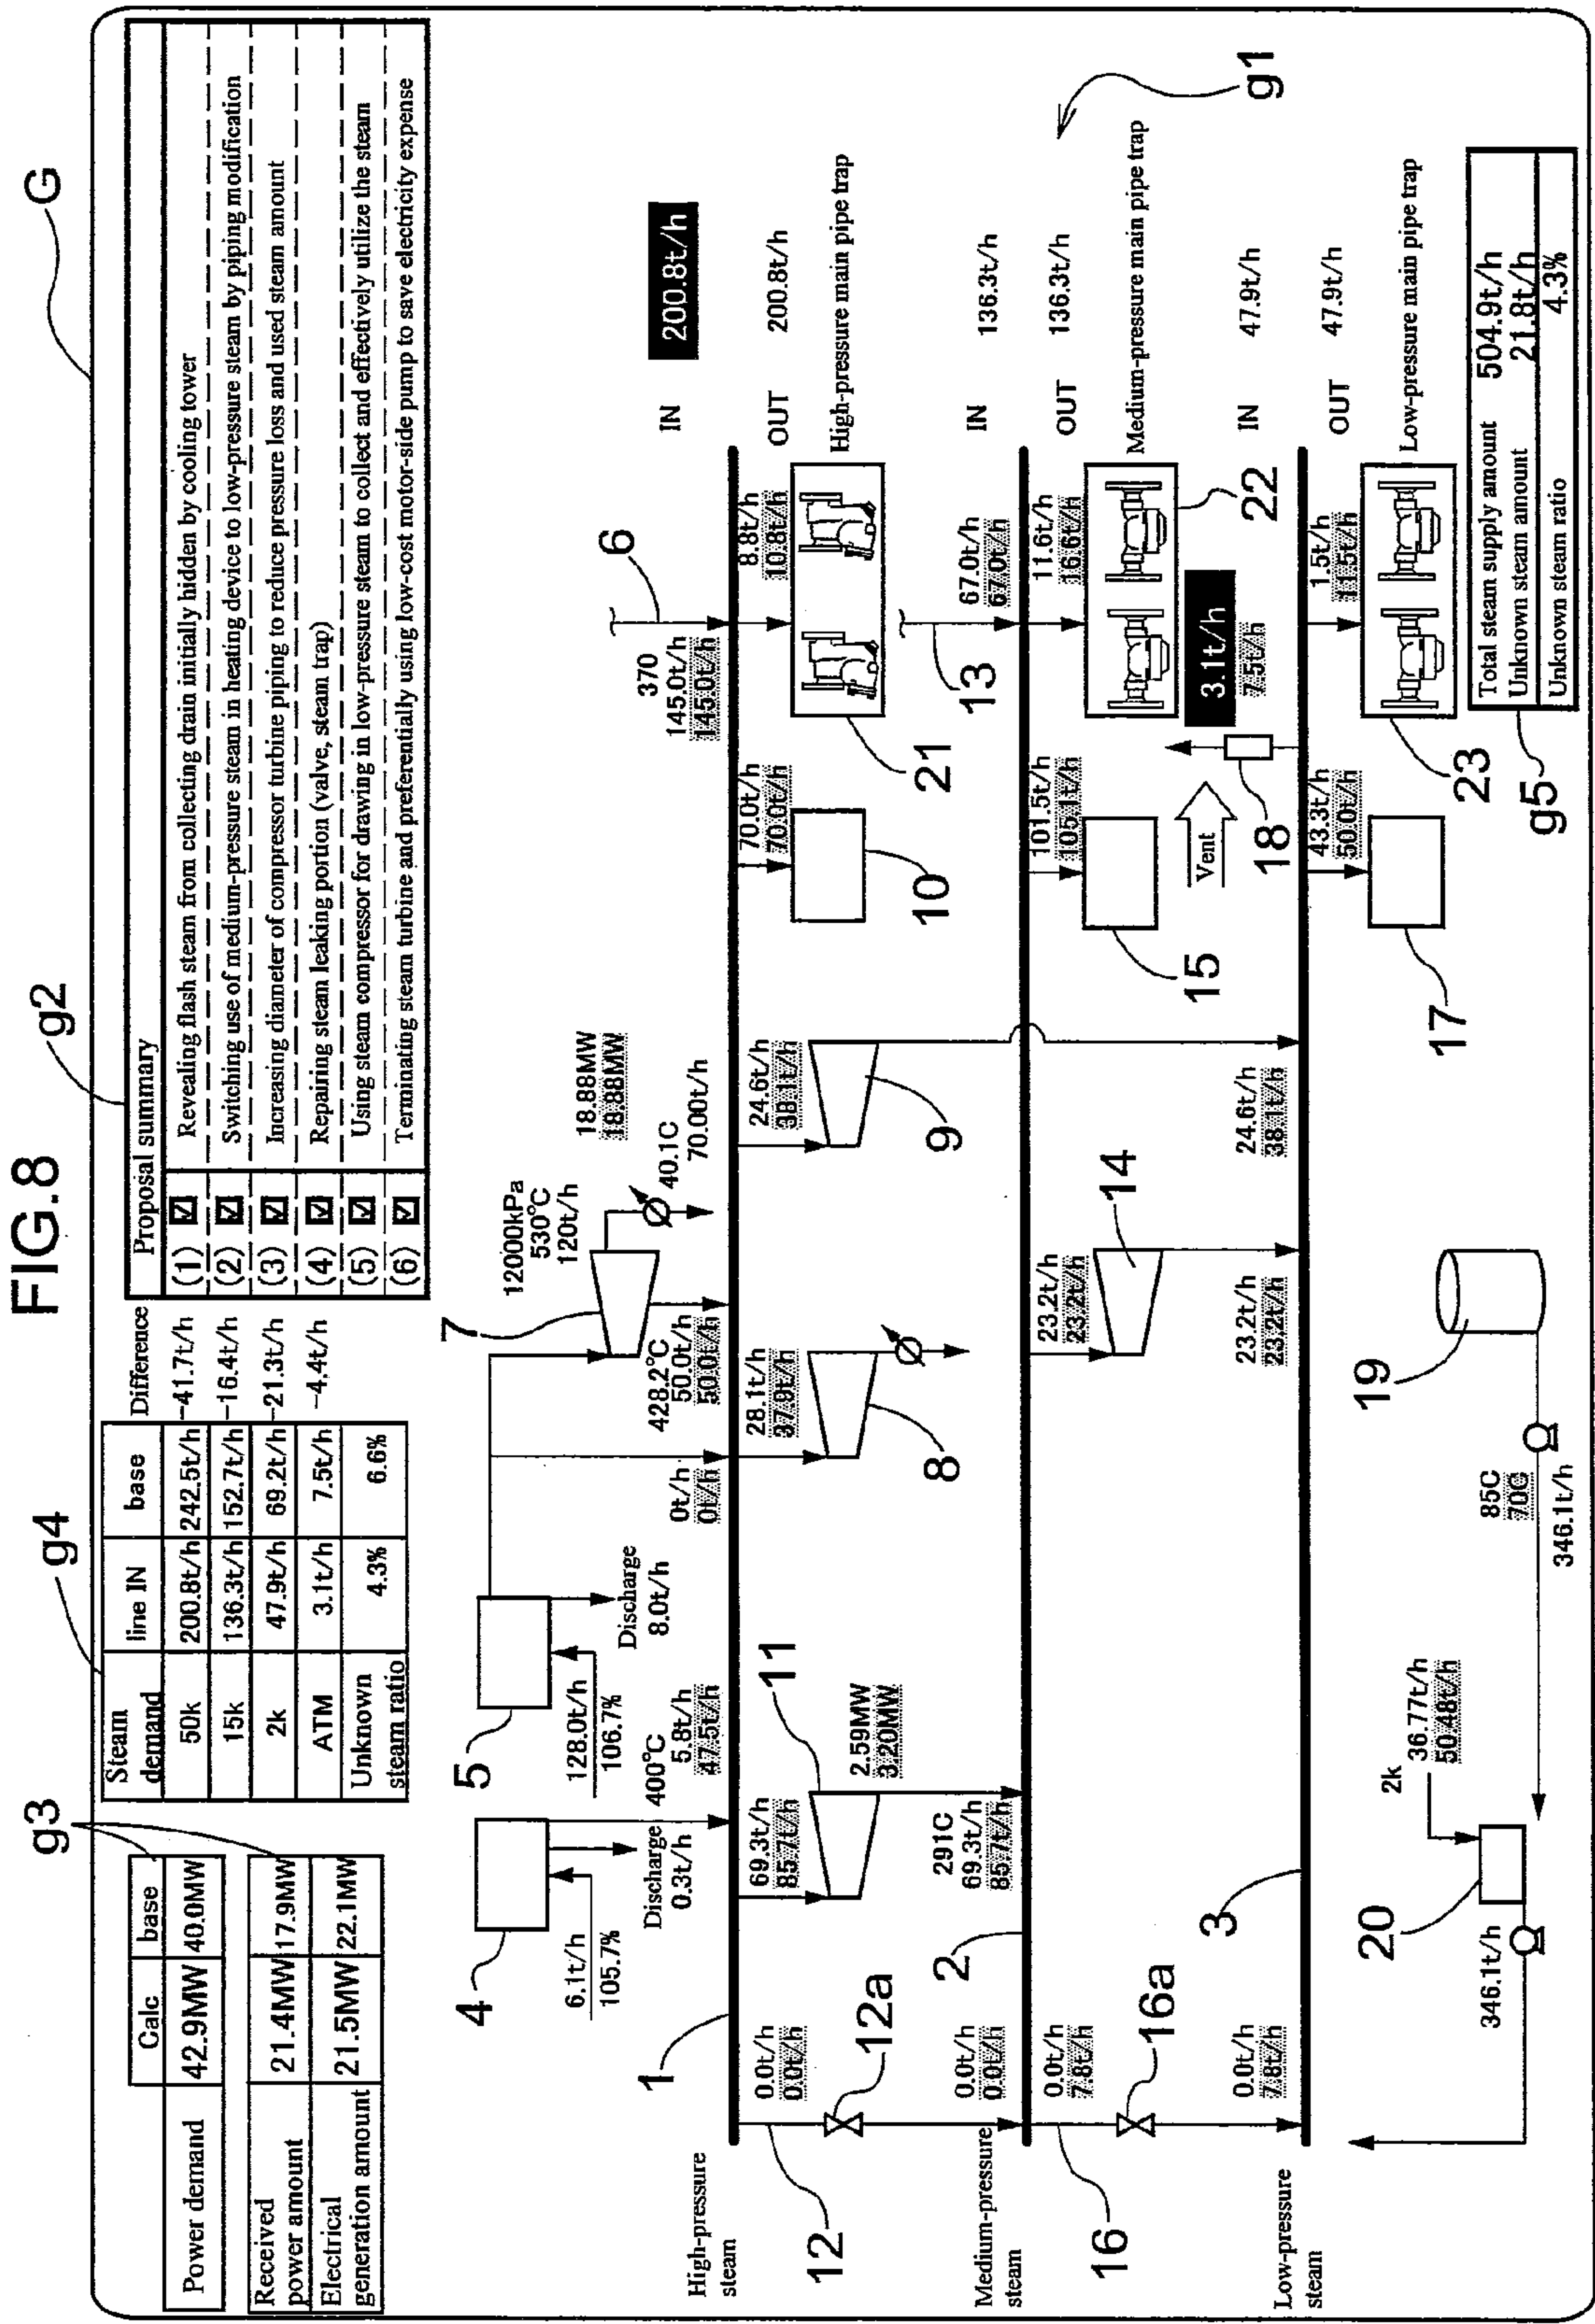 FIG.8
G
g2
g4
g3
Calc
base
Power demand
42.9MW
40.0MW
Received
power amount
21.4MW
17.9MW
Electrical
generation amount
21.5MW
22.1MW
Steam
demand
line IN
base
Difference
50k
200.8t/h
242.5t/h
-41.7t/h
15k
136.3t/h
152.7t/h
-16.4t/h
2k
47.9t/h
69.2t/h
-21.3t/h
ATM
3.1t/h
7.5t/h
-4.4t/h
Unknown
steam ratio
4.3%
6.6%
Proposal summary
(1) Revealing flash steam from collecting drain initially hidden by cooling tower
(2) Switching use of medium-pressure steam in heating device to low-pressure steam by piping modification
(3) Increasing diameter of compressor turbine piping to reduce pressure loss and used steam amount
(4) Repairing steam leaking portion (valve, steam trap)
(5) Using steam compressor for drawing in low-pressure steam to collect and effectively utilize the steam
(6) Terminating steam turbine and preferentially using low-cost motor-side pump to save electricity expense
4
6.1t/h
105.7%
Discharge
0.3t/h
400°C
5.8t/h
47.5t/h
5
128.0t/h
106.7%
Discharge
8.0t/h
0t/h
0t/h
7
12000kPa
530°C
120t/h
428.2°C
50.0t/h
50.0t/h
18.88MW
18.88MW
40.1C
70.00t/h
6
370
145.0t/h
145.0t/h
IN
200.8t/h
1
High-pressure
steam
12
0.0t/h
0.0t/h
12a
0.0t/h
0.0t/h
69.3t/h
85.7t/h
11
2.59MW
3.20MW
291C
69.3t/h
85.7t/h
28.1t/h
37.9t/h
8
24.6t/h
38.1t/h
9
24.6t/h
38.1t/h
70.0t/h
70.0t/h
10
8.8t/h
10.8t/h
21
OUT
200.8t/h
High-pressure main pipe trap
13
67.0t/h
67.0t/h
IN
136.3t/h
g1
Medium-pressure
steam
2
16
0.0t/h
7.8t/h
16a
0.0t/h
7.8t/h
23.2t/h
23.2t/h
14
23.2t/h
23.2t/h
101.5t/h
105.1t/h
15
11.6t/h
16.6t/h
22
OUT
136.3t/h
Medium-pressure main pipe trap
Vent
18
3.1t/h
7.5t/h
IN
47.9t/h
Low-pressure
steam
3
43.3t/h
50.0t/h
17
1.5t/h
11.5t/h
23
OUT
47.9t/h
Low-pressure main pipe trap
346.1t/h
20
2k
36.77t/h
50.48t/h
85C
70C
346.1t/h
19
g5
Total steam supply amount
504.9t/h
Unknown steam amount
21.8t/h
Unknown steam ratio
4.3%